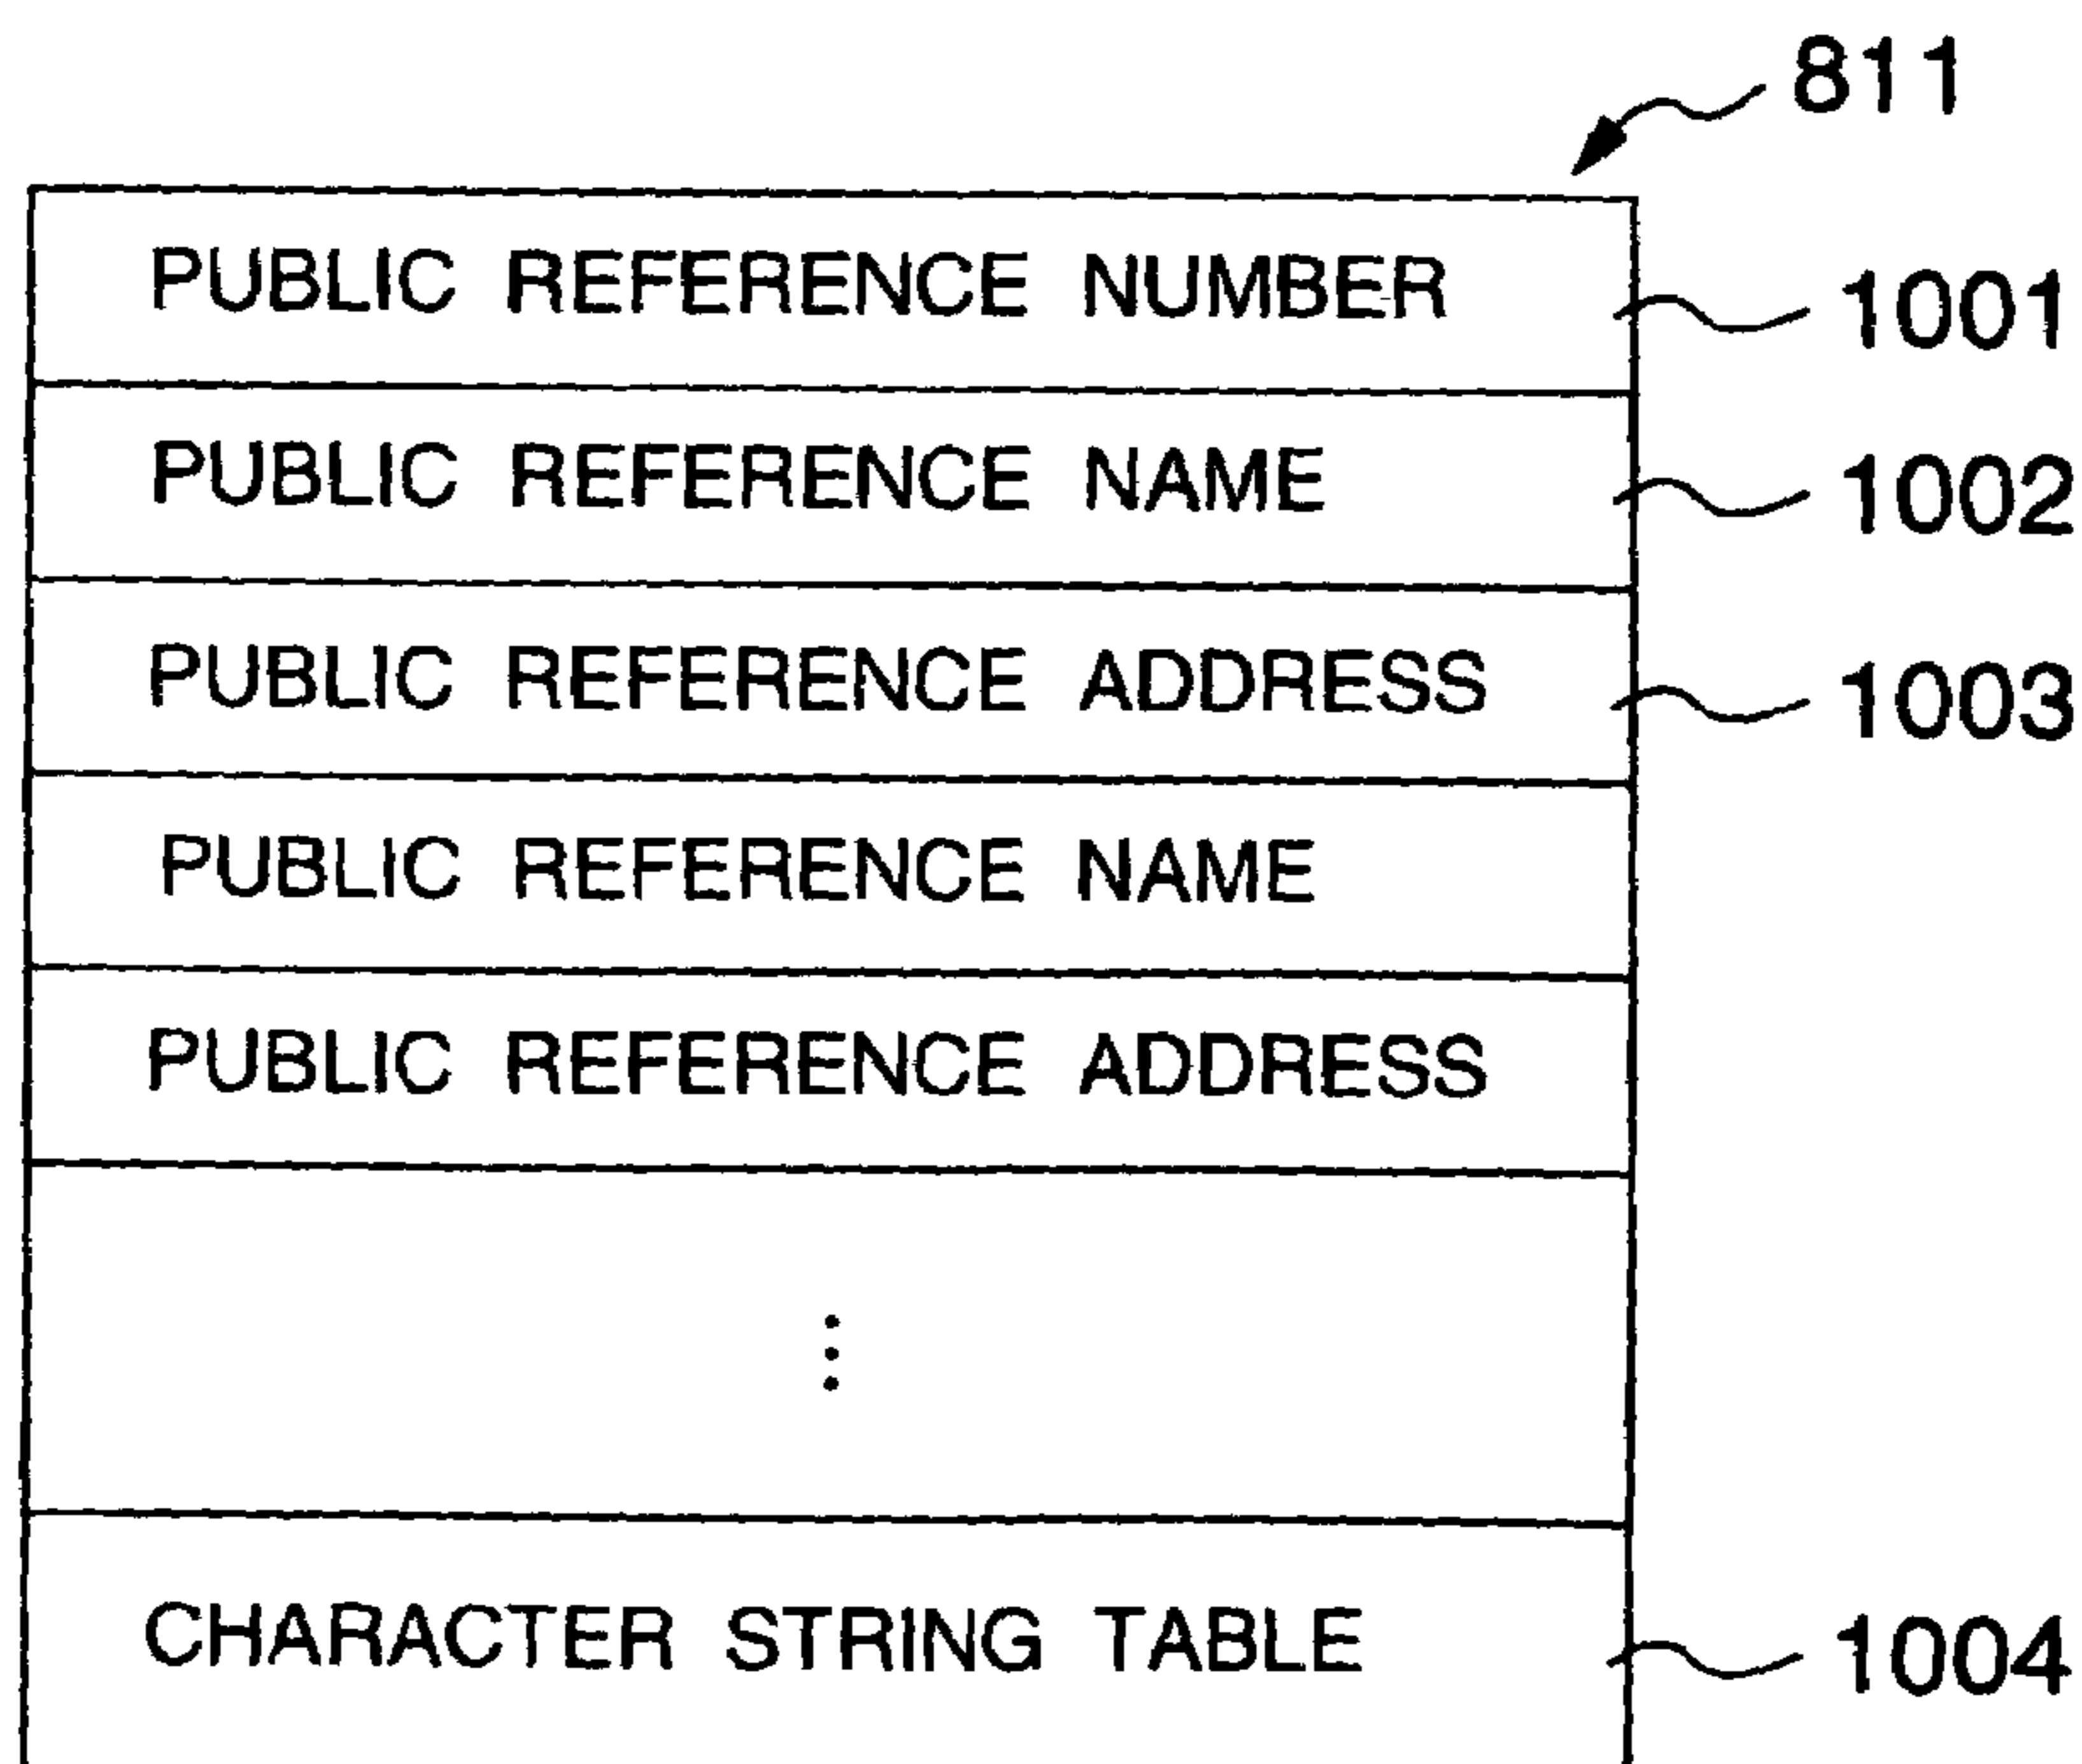 811
PUBLIC REFERENCE NUMBER 1001
PUBLIC REFERENCE NAME 1002
PUBLIC REFERENCE ADDRESS 1003
PUBLIC REFERENCE NAME
PUBLIC REFERENCE ADDRESS
⋮
CHARACTER STRING TABLE 1004